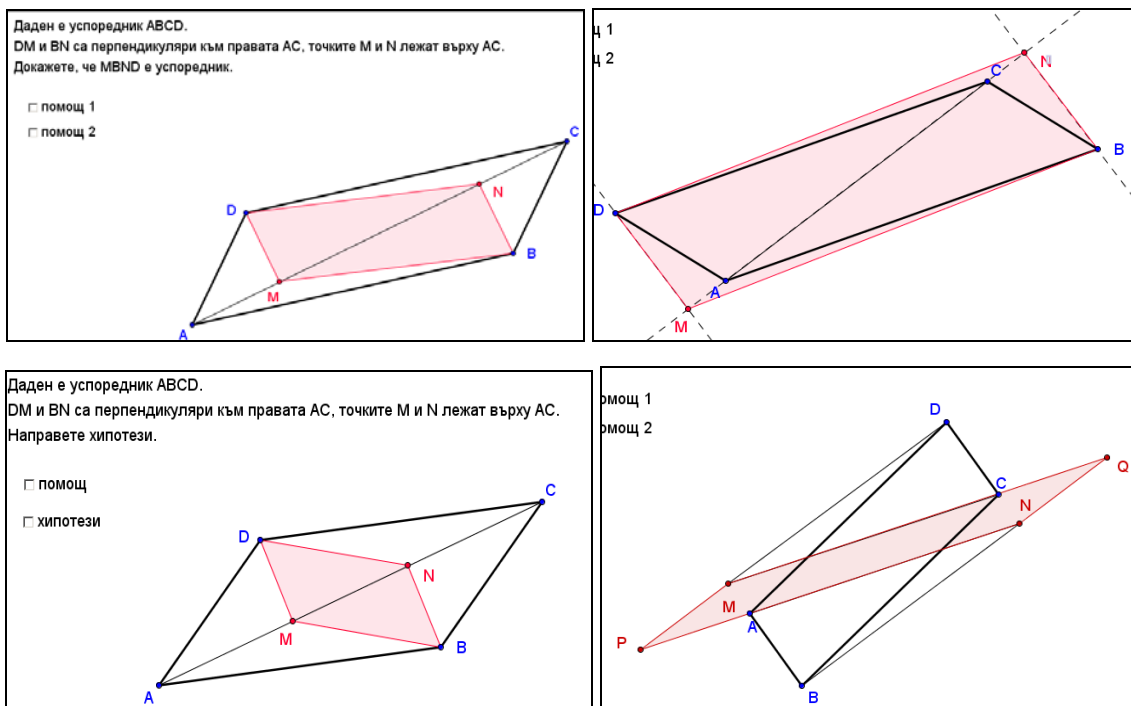 Даден е успоредник ABCD.
DM и BN са перпендикуляри към правата AC, точките M и N лежат върху AC.
Докажете, че MBND е успоредник.
помощ 1
помощ 2
C
N
D
B
M
A
щ 1
щ 2
C
N
B
D
A
M
Даден е успоредник ABCD.
DM и BN са перпендикуляри към правата AC, точките M и N лежат върху AC.
Направете хипотези.
помощ
хипотези
C
D
N
M
B
A
омощ 1
омощ 2
D
Q
C
N
M
A
P
B